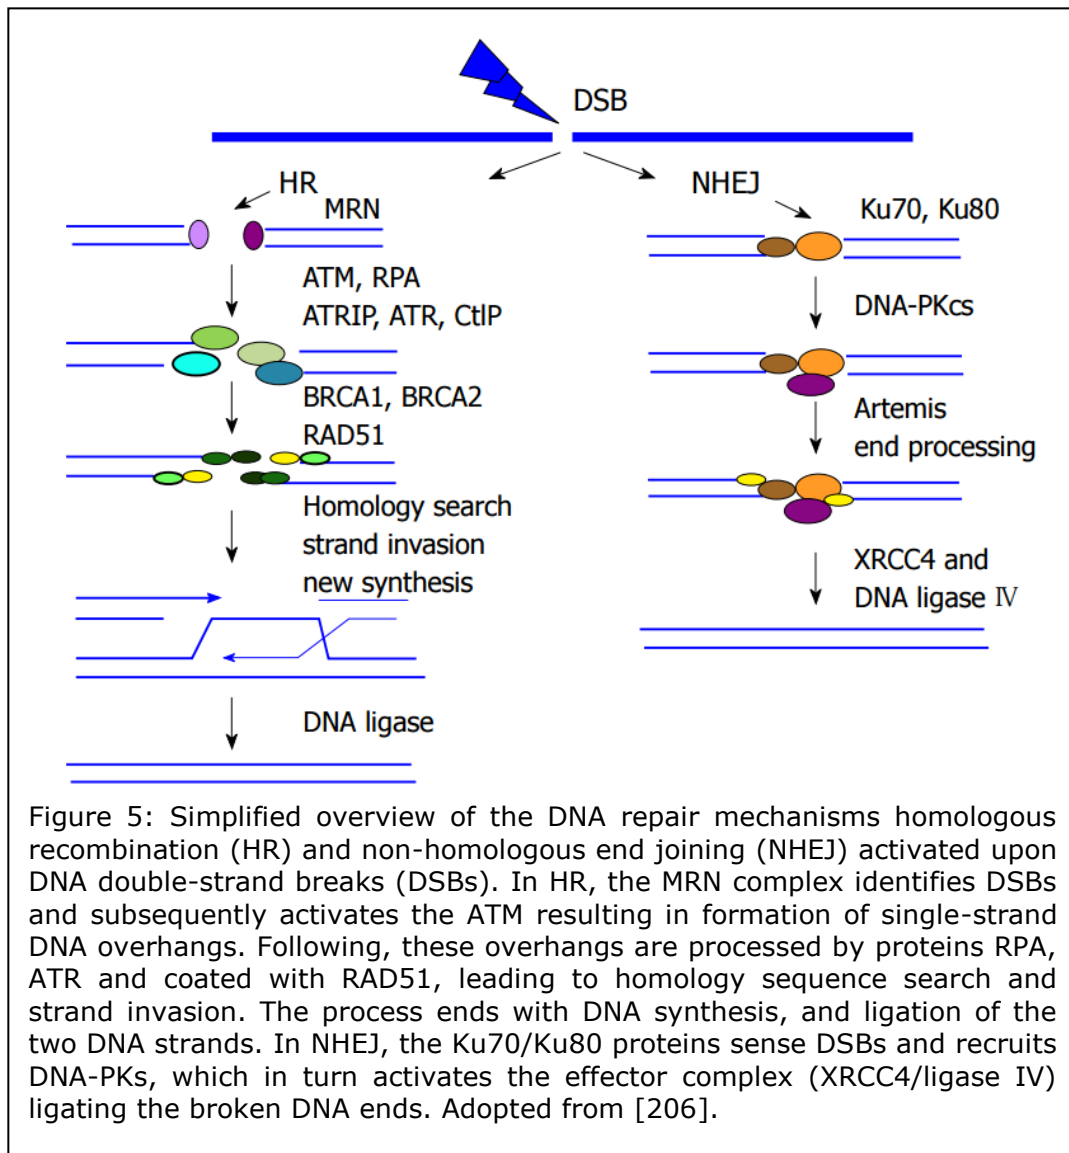 DSB
HR
MRN
ATM, RPA
ATRIP, ATR, CtlP
BRCA1, BRCA2
RAD51
Homology search
strand invasion
new synthesis
DNA ligase
NHEJ
Ku70, Ku80
DNA-PKcs
Artemis
end processing
XRCC4 and
DNA ligase Ⅳ
Figure 5: Simplified overview of the DNA repair mechanisms homologous
recombination (HR) and non-homologous end joining (NHEJ) activated upon
DNA double-strand breaks (DSBs). In HR, the MRN complex identifies DSBs
and subsequently activates the ATM resulting in formation of single-strand
DNA overhangs. Following, these overhangs are processed by proteins RPA,
ATR and coated with RAD51, leading to homology sequence search and
strand invasion. The process ends with DNA synthesis, and ligation of the
two DNA strands. In NHEJ, the Ku70/Ku80 proteins sense DSBs and recruits
DNA-PKs, which in turn activates the effector complex (XRCC4/ligase IV)
ligating the broken DNA ends. Adopted from [206].